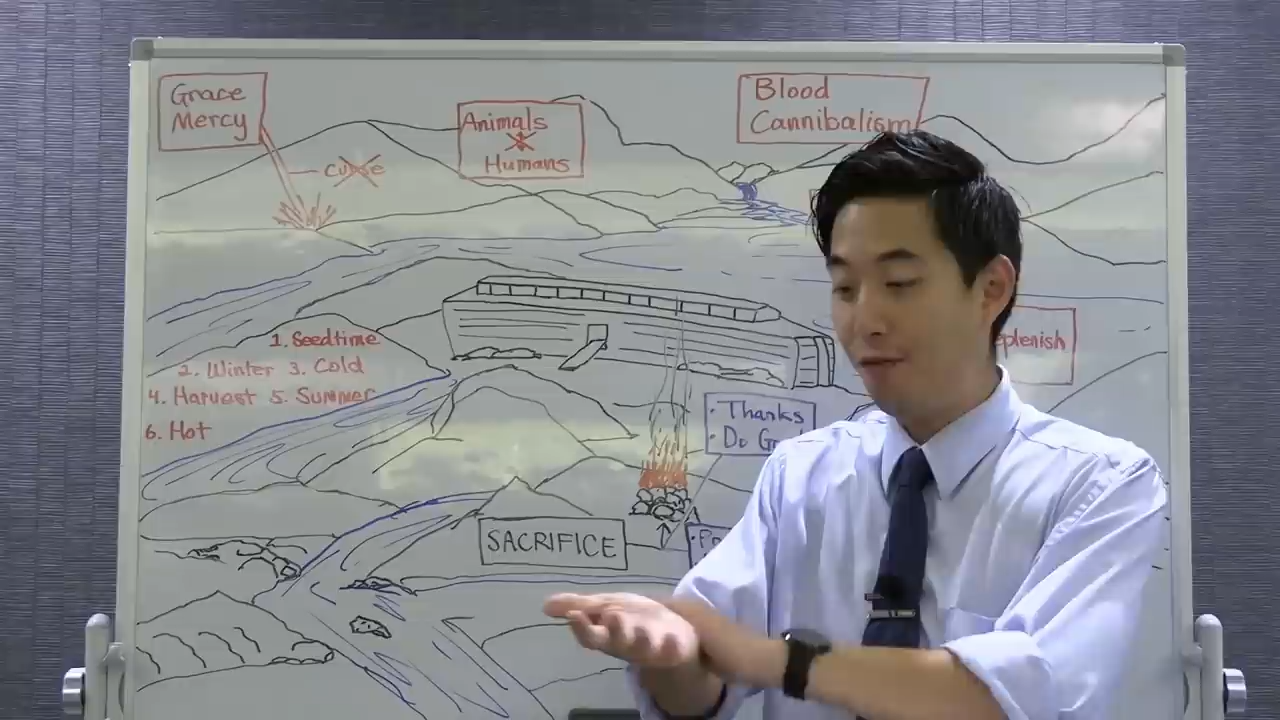 Grace
Mercy
curse
Animals
Humans
Blood
Cannibalism
1. Seedtime
2. Winter 3. Cold
4. Harvest 5. Summer
6. Hot
• Thanks
• Do
SACRIFICE